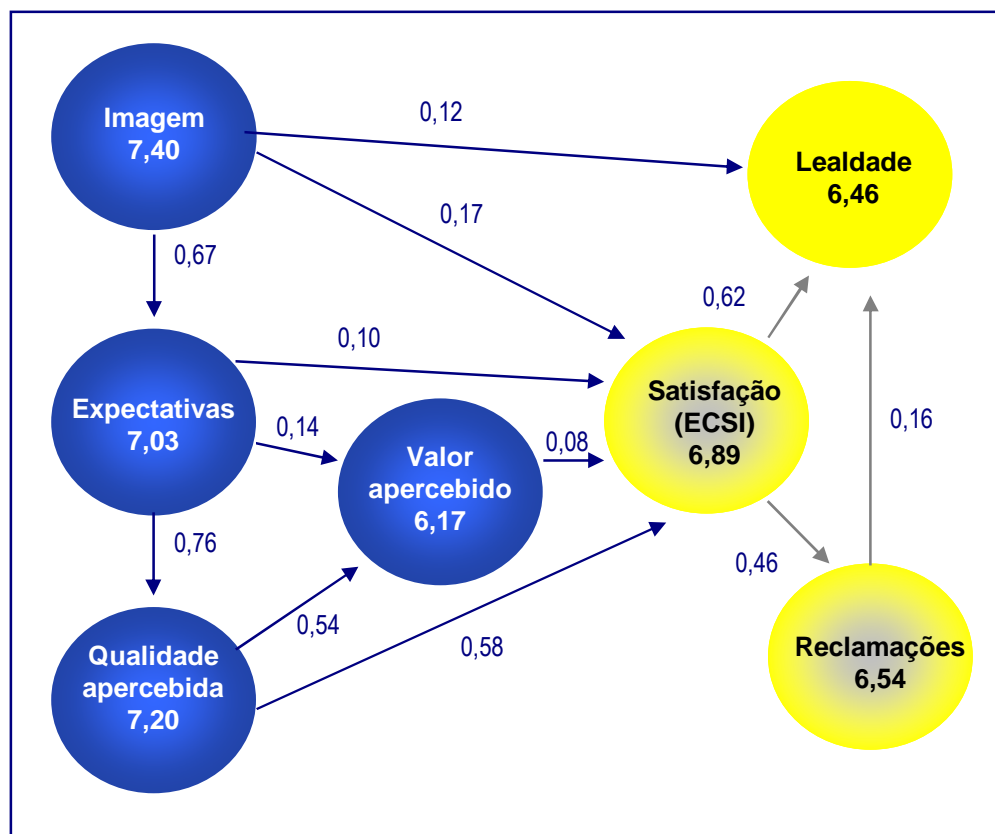 Imagem
7,40
0,12
Lealdade
6,46
0,17
0,67
0,62
0,10
Expectativas
7,03
0,14
Satisfação
(ECSI)
6,89
0,16
Valor
apercebido
6,17
0,08
0,76
0,46
0,54
0,58
Qualidade
apercebida
7,20
Reclamações
6,54